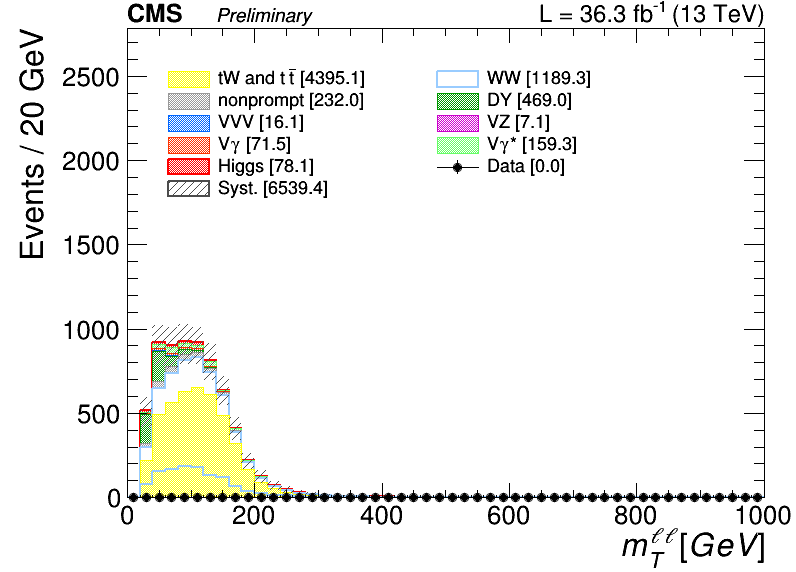 CMS Preliminary L = 36.3 fb⁻¹ (13 TeV)
Events / 20 GeV
2500
2000
1500
1000
500
0
tW and t t̄ [4395.1]
nonprompt [232.0]
VVV [16.1]
Vγ [71.5]
Higgs [78.1]
Syst. [6539.4]
WW [1189.3]
DY [469.0]
VZ [7.1]
Vγ* [159.3]
Data [0.0]
0 200 400 600 800 1000
m_T^ℓℓ [GeV]